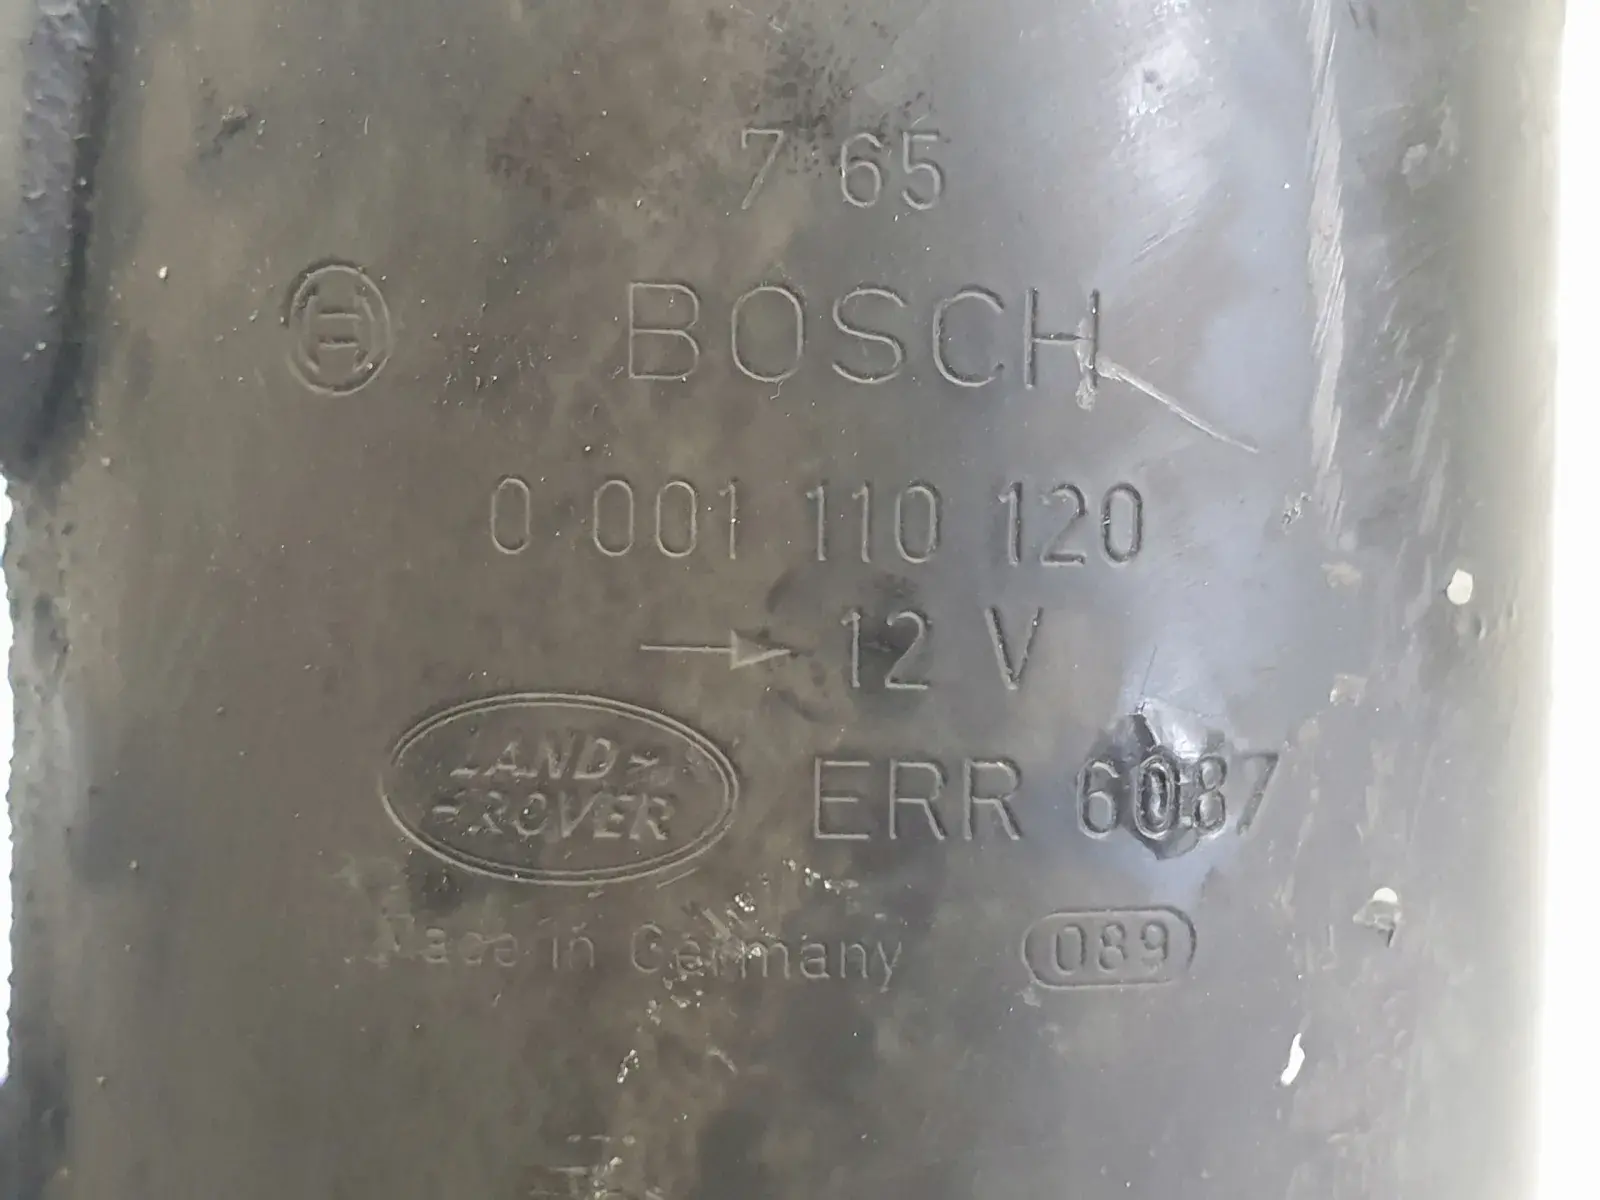 7 65
BOSCH
0 001 110 120
12 V
LAND-
-ROVER
ERR 6087
Made in Germany 089